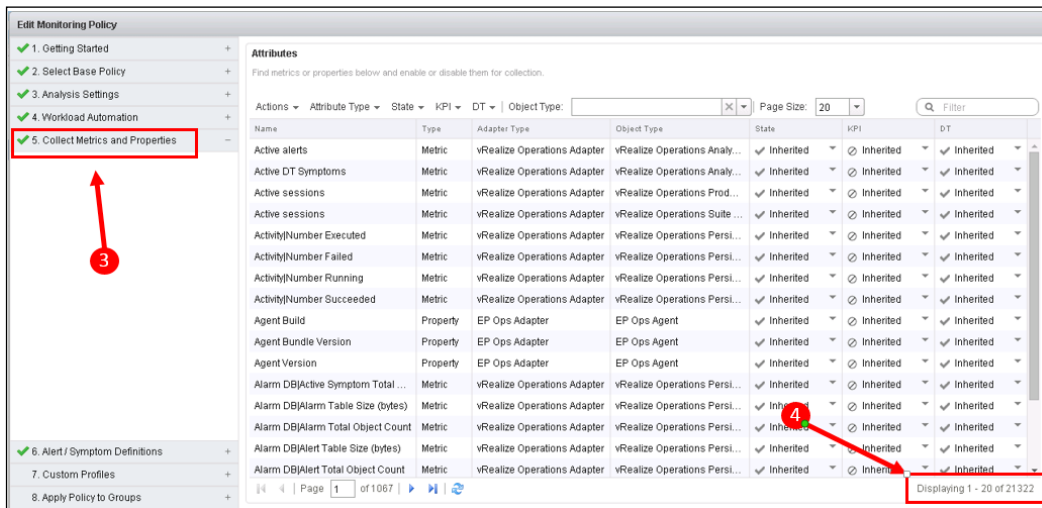 Edit Monitoring Policy
1. Getting Started
2. Select Base Policy
3. Analysis Settings
4. Workload Automation
5. Collect Metrics and Properties
3
6. Alert / Symptom Definitions
7. Custom Profiles
8. Apply Policy to Groups
Attributes
Find metrics or properties below and enable or disable them for collection.
Actions Attribute Type State KPI DT Object Type: Page Size: 20 Filter
Name Type Adapter Type Object Type State KPI DT
Active alerts Metric vRealize Operations Adapter vRealize Operations Analy... Inherited Inherited Inherited
Active DT Symptoms Metric vRealize Operations Adapter vRealize Operations Analy... Inherited Inherited Inherited
Active sessions Metric vRealize Operations Adapter vRealize Operations Prod... Inherited Inherited Inherited
Active sessions Metric vRealize Operations Adapter vRealize Operations Suite ... Inherited Inherited Inherited
Activity|Number Executed Metric vRealize Operations Adapter vRealize Operations Persi... Inherited Inherited Inherited
Activity|Number Failed Metric vRealize Operations Adapter vRealize Operations Persi... Inherited Inherited Inherited
Activity|Number Running Metric vRealize Operations Adapter vRealize Operations Persi... Inherited Inherited Inherited
Activity|Number Succeeded Metric vRealize Operations Adapter vRealize Operations Persi... Inherited Inherited Inherited
Agent Build Property EP Ops Adapter EP Ops Agent Inherited Inherited Inherited
Agent Bundle Version Property EP Ops Adapter EP Ops Agent Inherited Inherited Inherited
Agent Version Property EP Ops Adapter EP Ops Agent Inherited Inherited Inherited
Alarm DB|Active Symptom Total ... Metric vRealize Operations Adapter vRealize Operations Persi... Inherited Inherited Inherited
Alarm DB|Alarm Table Size (bytes) Metric vRealize Operations Adapter vRealize Operations Persi... Inherited Inherited
Alarm DB|Alarm Total Object Count Metric vRealize Operations Adapter vRealize Operations Persi... Inherited Inherited
4
Alarm DB|Alert Table Size (bytes) Metric vRealize Operations Adapter vRealize Operations Persi... Inherited Inherited Inherited
Alarm DB|Alert Total Object Count Metric vRealize Operations Adapter vRealize Operations Persi... Inherited Inherited
Page 1 of 1067 Displaying 1 - 20 of 21322